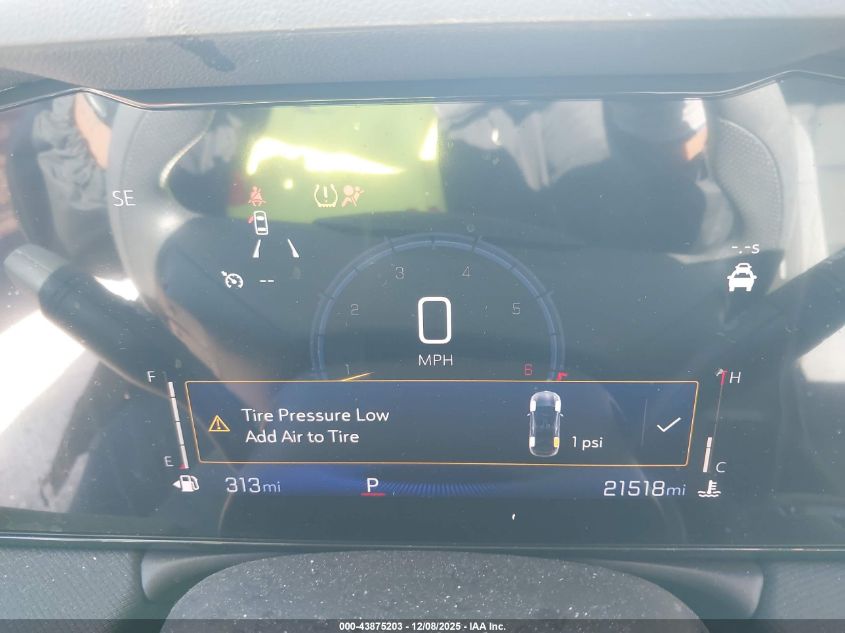 SE
-.-s
--
3
4
2
5
0
MPH
1
6
F
H
Tire Pressure Low
Add Air to Tire
1 psi
E
C
313mi
P
21518mi
000-43875203 - 12/08/2025 - IAA Inc.